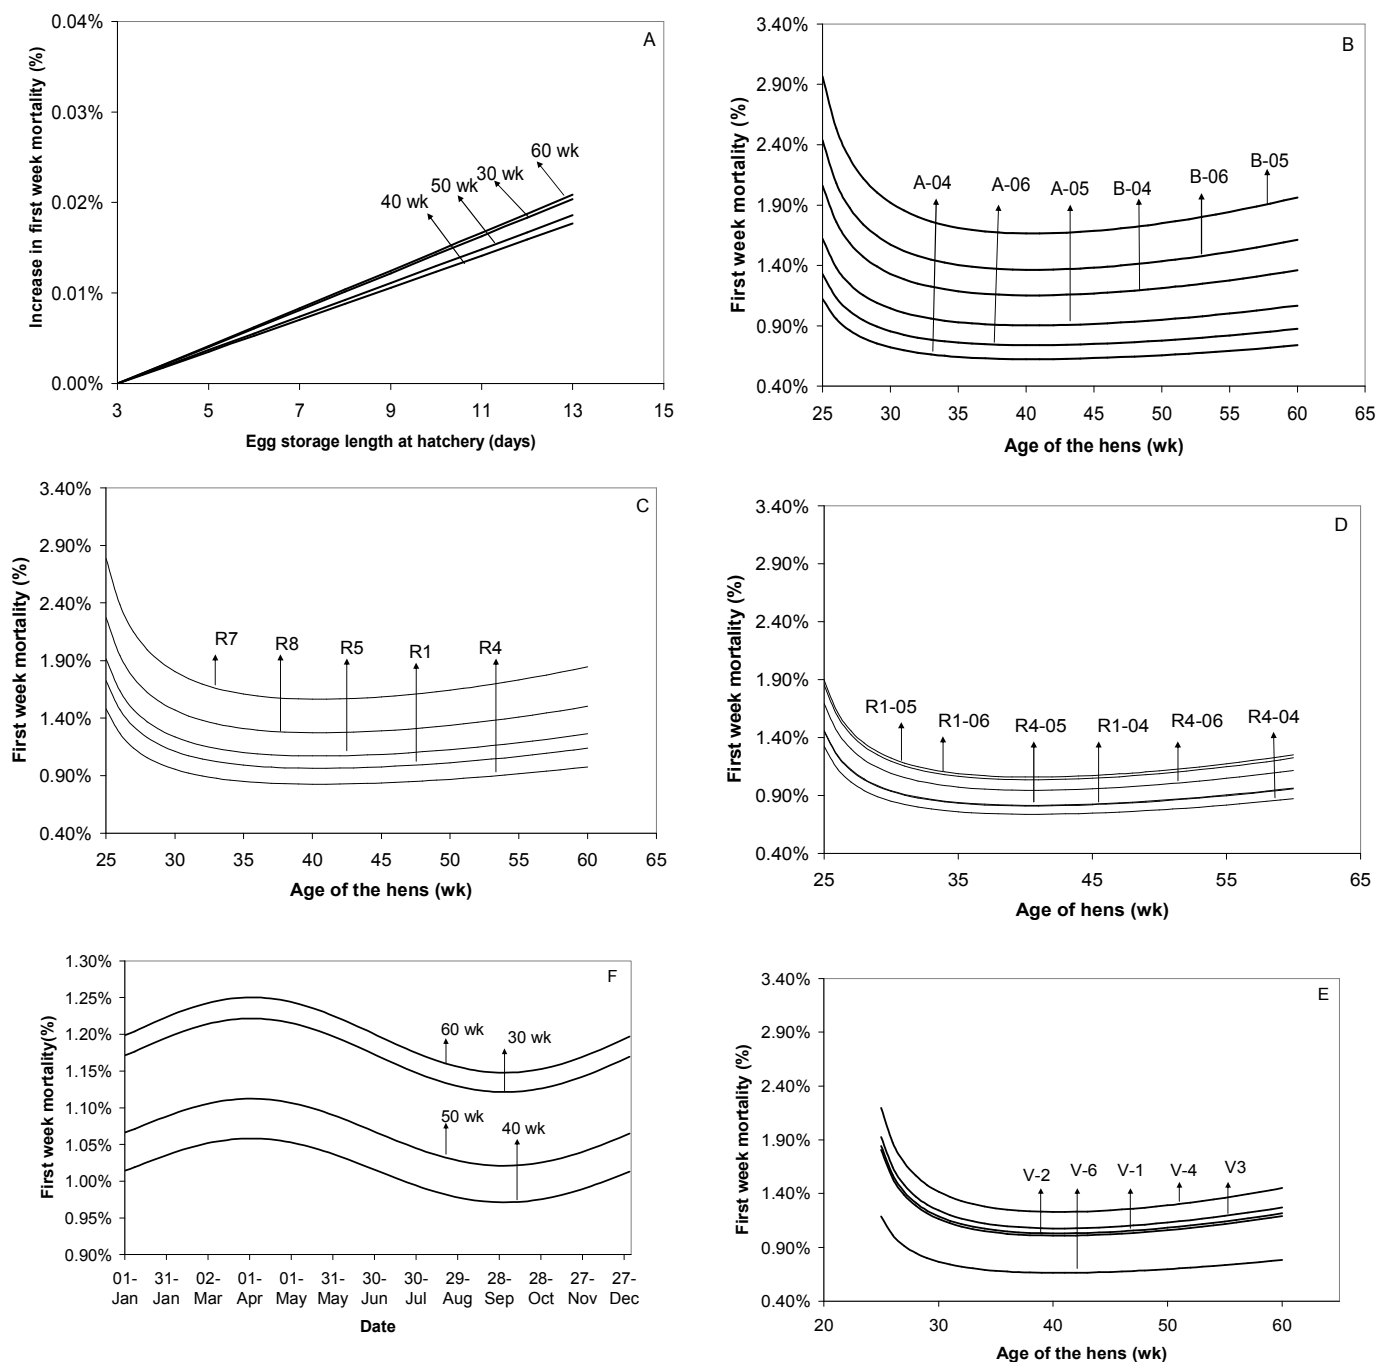 A
Increase in first week mortality (%)
0.04%
0.03%
0.02%
0.01%
0.00%
60 wk
30 wk
50 wk
40 wk
3 5 7 9 11 13 15
Egg storage length at hatchery (days)
B
First week mortality (%)
3.40%
2.90%
2.40%
1.90%
1.40%
0.90%
0.40%
A-04 A-06 A-05 B-04 B-06 B-05
25 30 35 40 45 50 55 60 65
Age of the hens (wk)
C
First week mortality (%)
3.40%
2.90%
2.40%
1.90%
1.40%
0.90%
0.40%
R7 R8 R5 R1 R4
25 30 35 40 45 50 55 60 65
Age of the hens (wk)
D
First week mortality (%)
3.40%
2.90%
2.40%
1.90%
1.40%
0.90%
0.40%
R1-05 R1-06 R4-05 R1-04 R4-06 R4-04
25 35 45 55 65
Age of hens (wk)
F
First week mortality(%)
1.30%
1.25%
1.20%
1.15%
1.10%
1.05%
1.00%
0.95%
0.90%
60 wk
30 wk
50 wk
40 wk
01- 31- 02- 01- 01- 31- 30- 30- 29- 28- 28- 27- 27-
Jan Jan Mar Apr May May Jun Jul Aug Sep Oct Nov Dec
Date
E
First week mortality (%)
3.40%
2.90%
2.40%
1.90%
1.40%
0.90%
0.40%
V-2 V-6 V-1 V-4 V3
20 30 40 50 60
Age of the hens (wk)